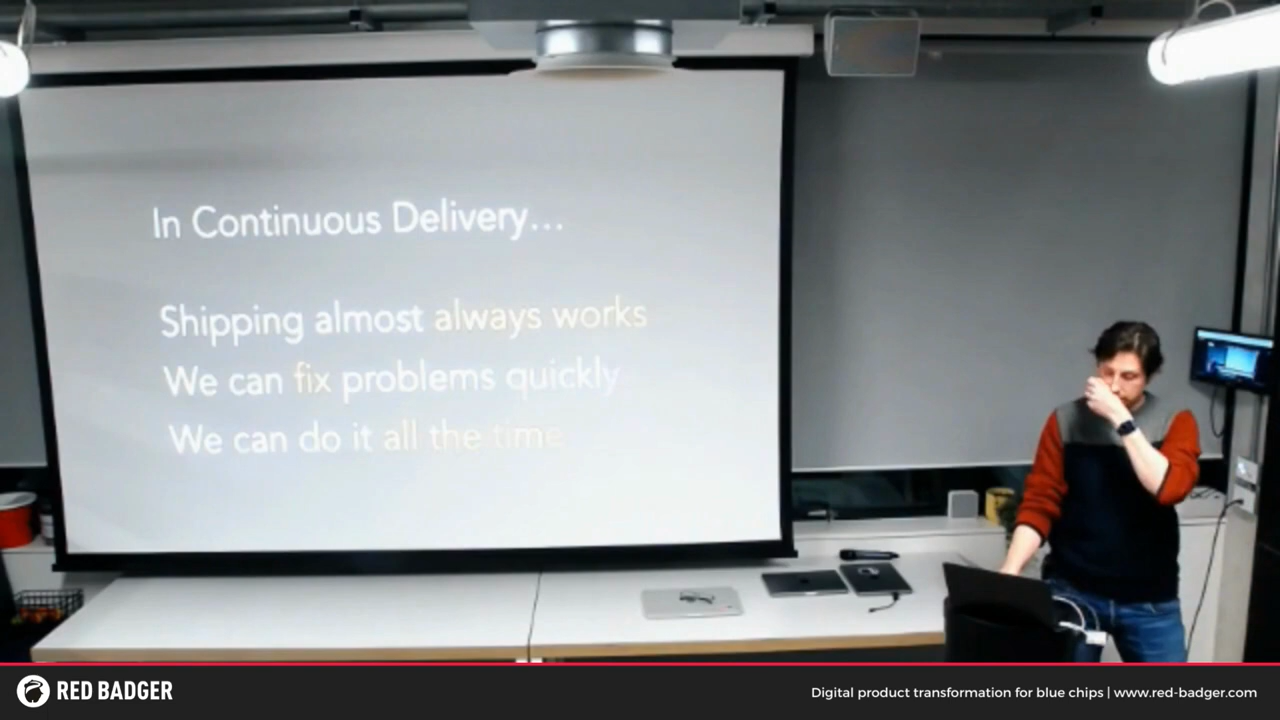 In Continuous Delivery...
Shipping almost always works
We can fix problems quickly
We can do it all the time
RED BADGER
Digital product transformation for blue chips | www.red-badger.com